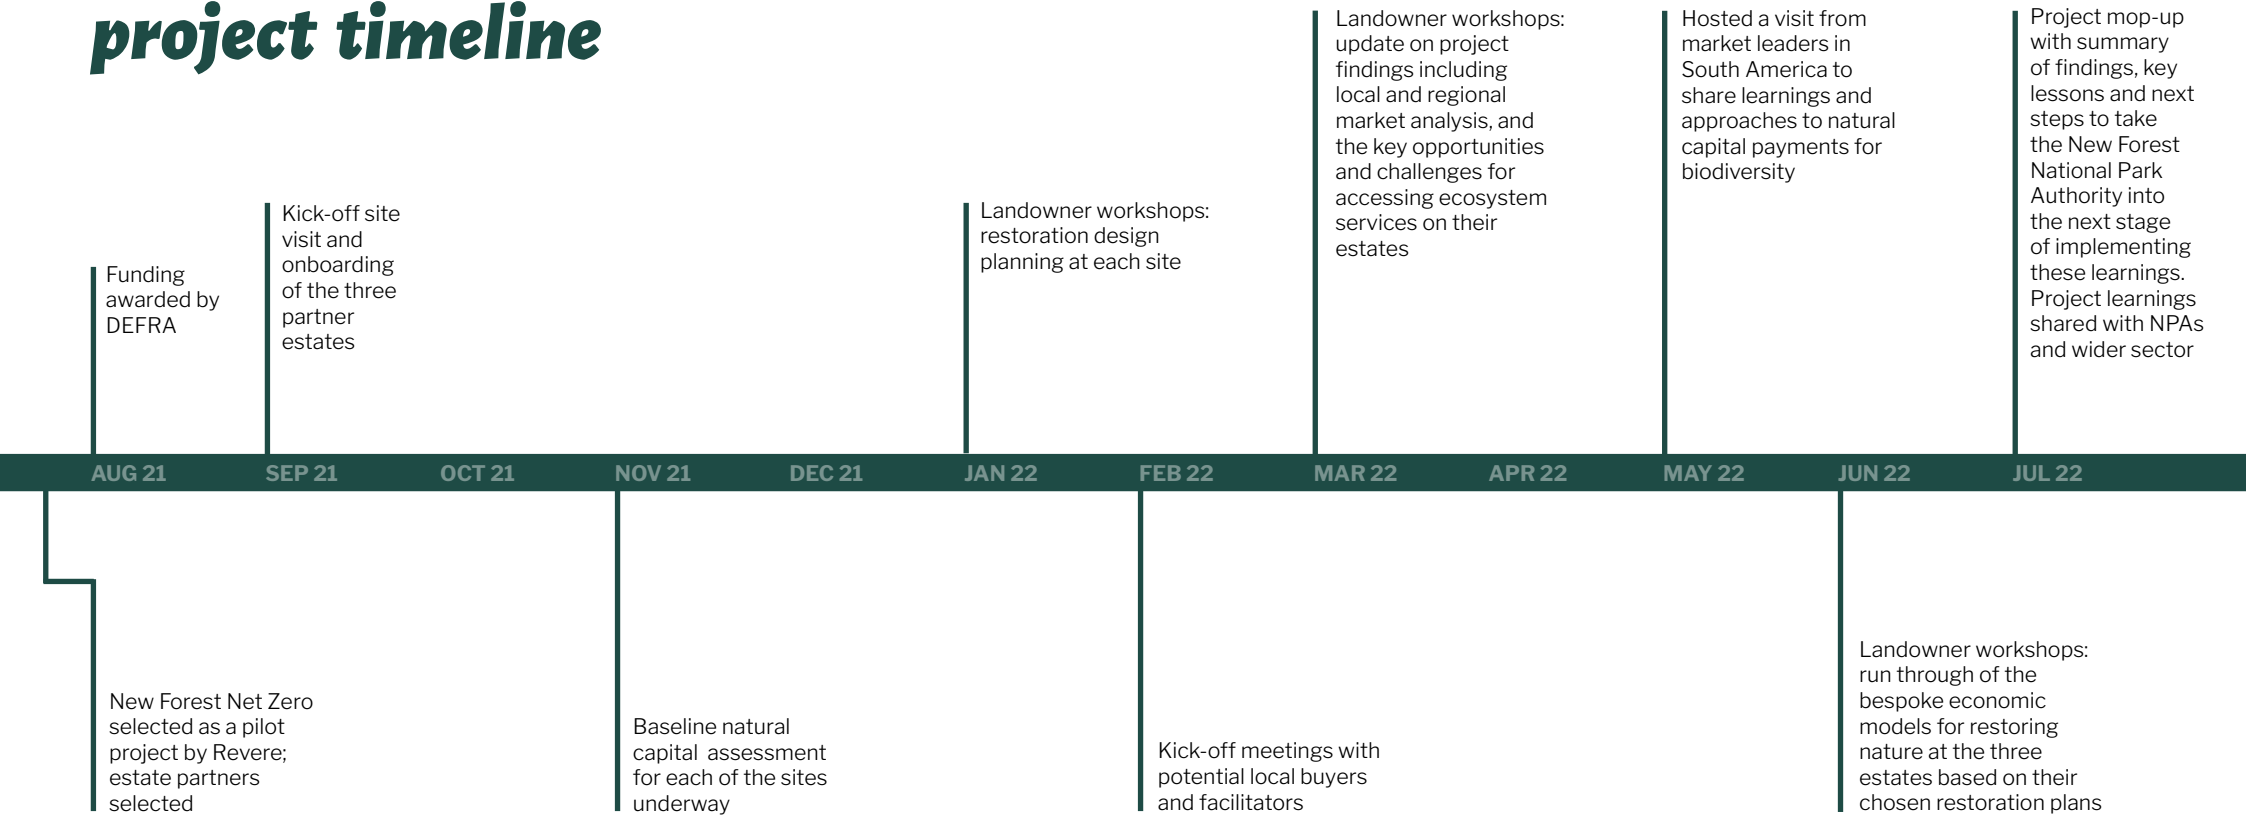 project timeline
Funding
awarded by
DEFRA
Kick-off site
visit and
onboarding
of the three
partner
estates
Landowner workshops:
restoration design
planning at each site
Landowner workshops:
update on project
findings including
local and regional
market analysis, and
the key opportunities
and challenges for
accessing ecosystem
services on their
estates
Hosted a visit from
market leaders in
South America to
share learnings and
approaches to natural
capital payments for
biodiversity
Project mop-up
with summary
of findings, key
lessons and next
steps to take
the New Forest
National Park
Authority into
the next stage
of implementing
these learnings.
Project learnings
shared with NPAs
and wider sector
AUG 21 SEP 21 OCT 21 NOV 21 DEC 21 JAN 22 FEB 22 MAR 22 APR 22 MAY 22 JUN 22 JUL 22
New Forest Net Zero
selected as a pilot
project by Revere;
estate partners
selected
Baseline natural
capital assessment
for each of the sites
underway
Kick-off meetings with
potential local buyers
and facilitators
Landowner workshops:
run through of the
bespoke economic
models for restoring
nature at the three
estates based on their
chosen restoration plans